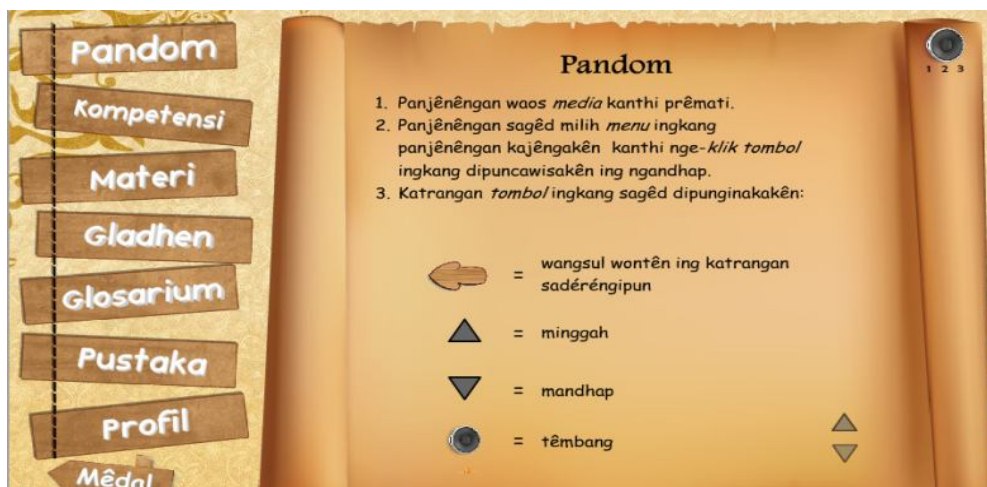 Pandom
Kompetensi
Materi
Gladhen
Glosarium
Pustaka
Profil
Mêdal
Pandom
1. Panjênêngan waos media kanthi prêmati.
2. Panjênêngan sagêd milih menu ingkang
panjênêngan kajêngakên kanthi nge-klik tombol
ingkang dipuncawisakên ing ngandhap.
3. Katrangan tombol ingkang sagêd dipunginakakên:
= wangsul wontên ing katrangan
sadéréngipun
= minggah
= mandhap
= têmbang
1 2 3